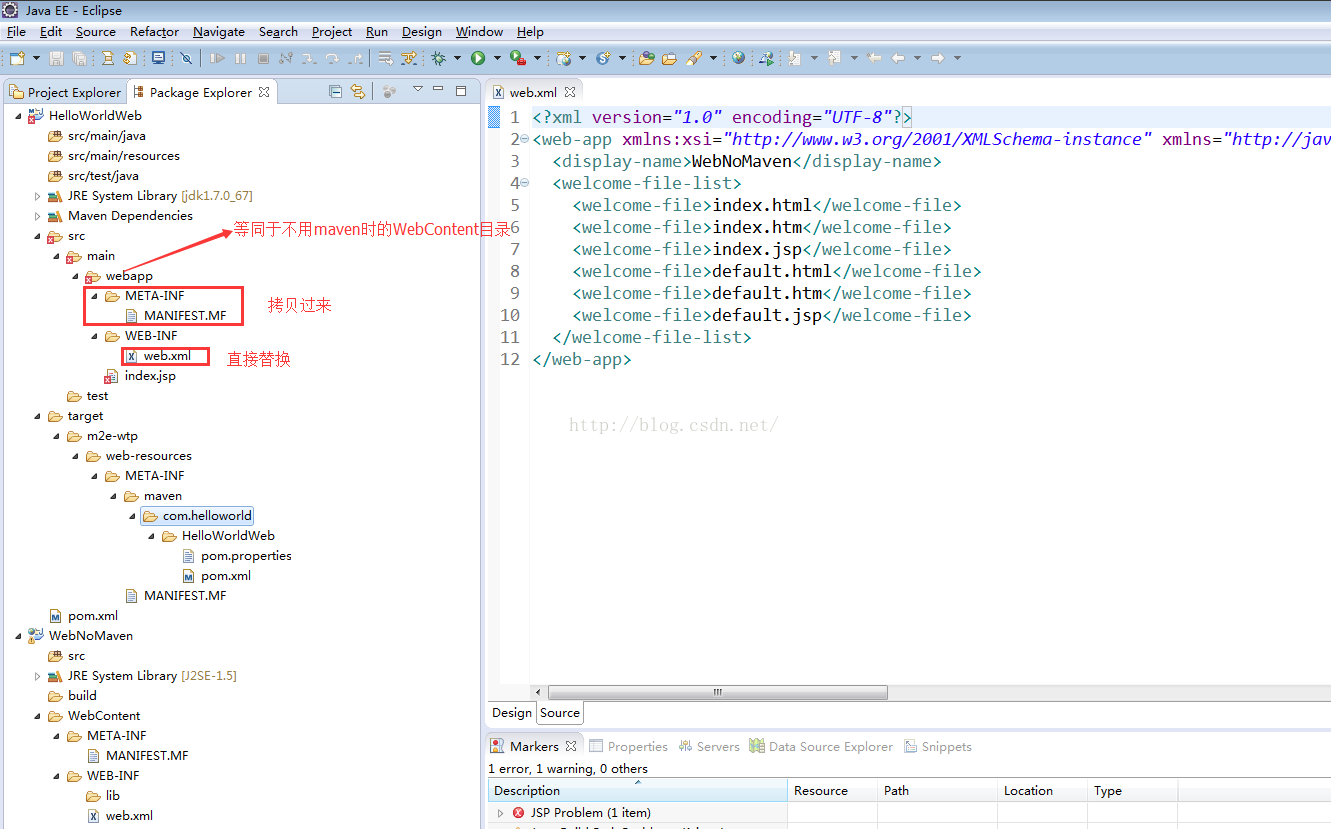 Java EE - Eclipse
File Edit Source Refactor Navigate Search Project Run Design Window Help
Project Explorer Package Explorer
HelloWorldWeb
src/main/java
src/main/resources
src/test/java
JRE System Library [jdk1.7.0_67]
Maven Dependencies
src
等同于不用maven时的WebContent目录
main
webapp
META-INF
拷贝过来
MANIFEST.MF
WEB-INF
web.xml
直接替换
index.jsp
test
target
m2e-wtp
web-resources
META-INF
maven
com.helloworld
HelloWorldWeb
pom.properties
pom.xml
MANIFEST.MF
pom.xml
WebNoMaven
src
JRE System Library [J2SE-1.5]
build
WebContent
META-INF
MANIFEST.MF
WEB-INF
lib
web.xml
web.xml
1 <?xml version="1.0" encoding="UTF-8"?>
2 <web-app xmlns:xsi="http://www.w3.org/2001/XMLSchema-instance" xmlns="http://jav
3 <display-name>WebNoMaven</display-name>
4 <welcome-file-list>
5 <welcome-file>index.html</welcome-file>
6 <welcome-file>index.htm</welcome-file>
7 <welcome-file>index.jsp</welcome-file>
8 <welcome-file>default.html</welcome-file>
9 <welcome-file>default.htm</welcome-file>
10 <welcome-file>default.jsp</welcome-file>
11 </welcome-file-list>
12 </web-app>
http://blog.csdn.net/
Design Source
Markers Properties Servers Data Source Explorer Snippets
1 error, 1 warning, 0 others
Description Resource Path Location Type
JSP Problem (1 item)